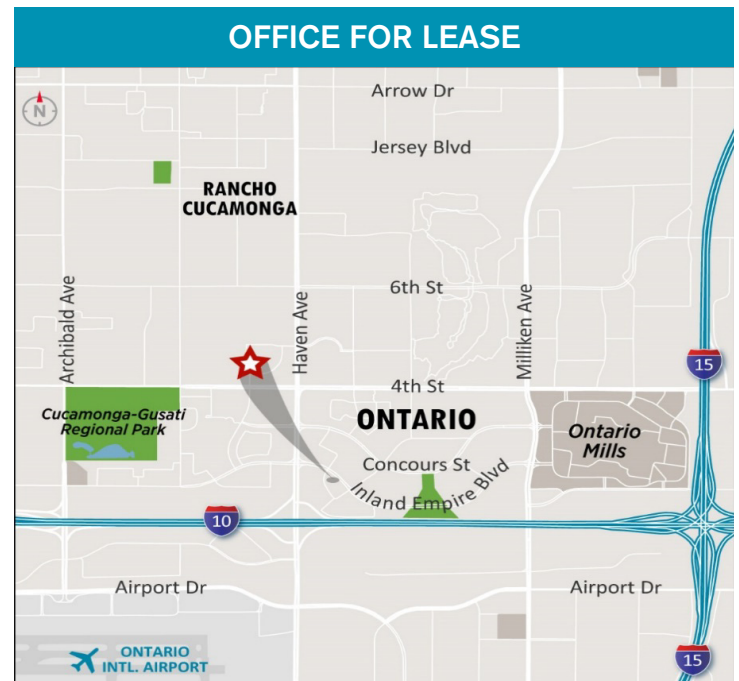 OFFICE FOR LEASE
N
Arrow Dr
Jersey Blvd
RANCHO
CUCAMONGA
6th St
Archibald Ave
Haven Ave
Milliken Ave
15
4th St
Cucamonga-Gusati
Regional Park
ONTARIO
Ontario
Mills
Concours St
Inland Empire Blvd
10
Airport Dr
Airport Dr
ONTARIO
INTL. AIRPORT
15